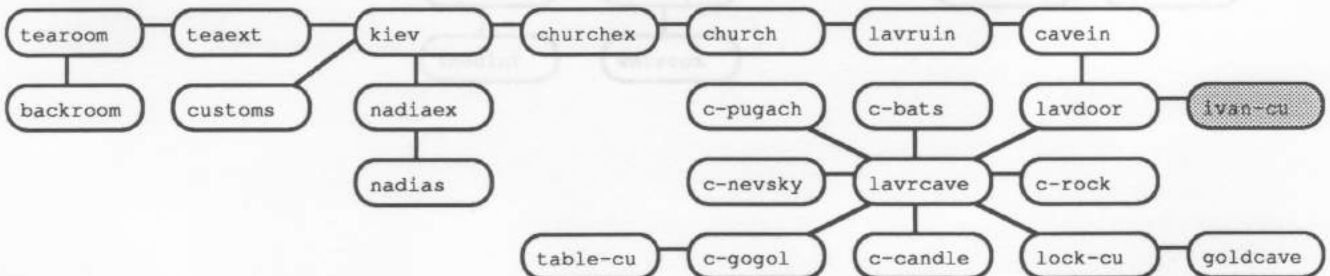 tearoom teaext kiev churchex church lavruin cavein
backroom customs nadiaex c-pugach c-bats lavdoor ivan-cu
nadias c-nevsky lavrcave c-rock
table-cu c-gogol c-candle lock-cu goldcave